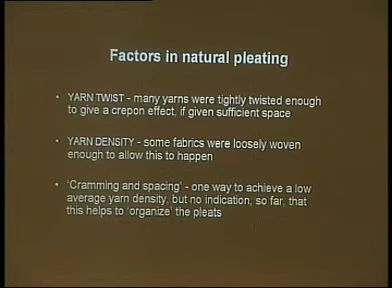 Factors in natural pleating
• YARN TWIST - many yarns were tightly twisted enough
to give a crepon effect, if given sufficient space
• YARN DENSITY - some fabrics were loosely woven
enough to allow this to happen
• 'Cramming and spacing' - one way to achieve a low
average yarn density, but no indication, so far, that
this helps to 'organize' the pleats